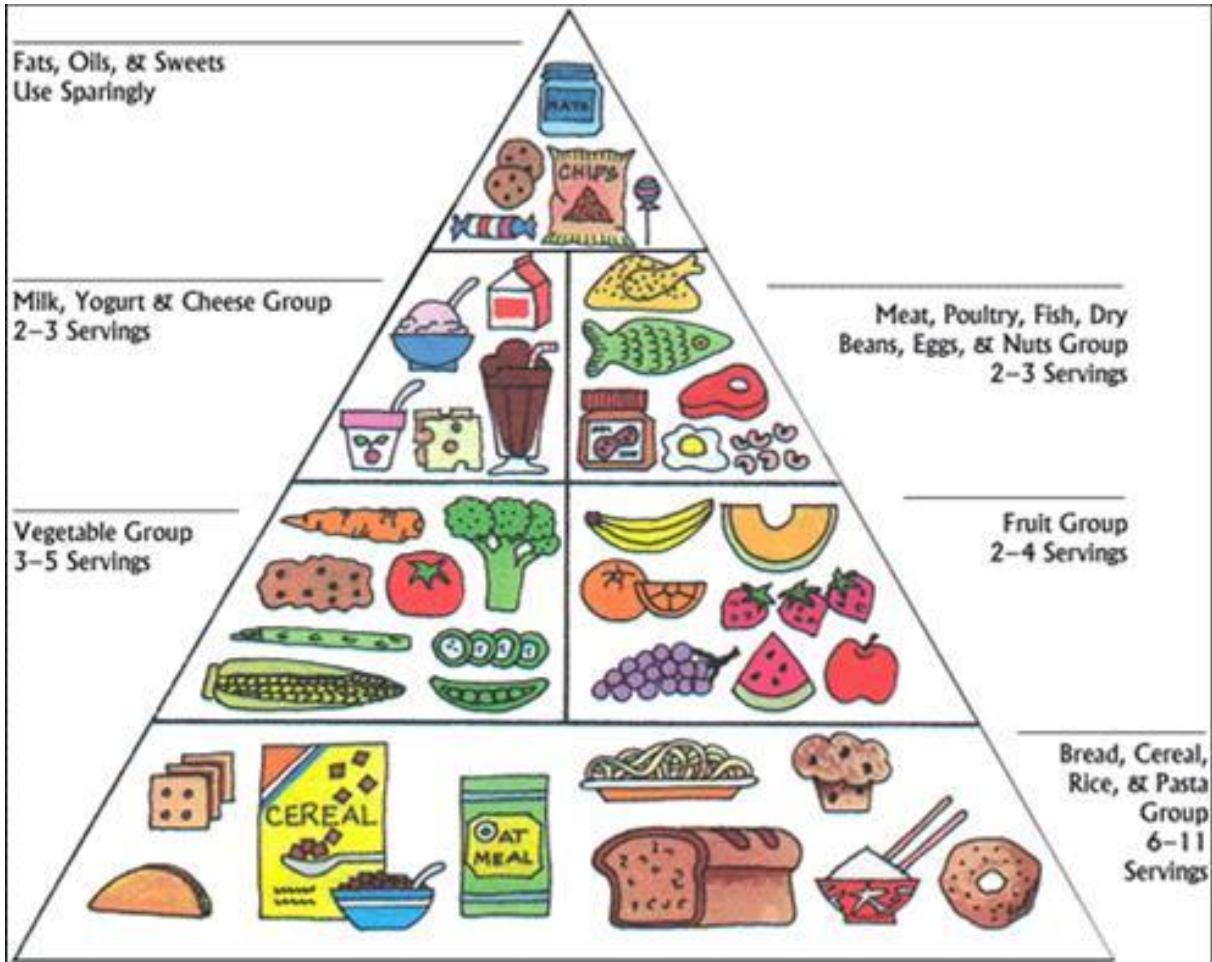 Fats, Oils, & Sweets
Use Sparingly
MAYO
CHIPS
Milk, Yogurt & Cheese Group
2–3 Servings
Meat, Poultry, Fish, Dry
Beans, Eggs, & Nuts Group
2–3 Servings
Vegetable Group
3–5 Servings
Fruit Group
2–4 Servings
Bread, Cereal,
Rice, & Pasta
Group
6–11
Servings
CEREAL
OAT
MEAL